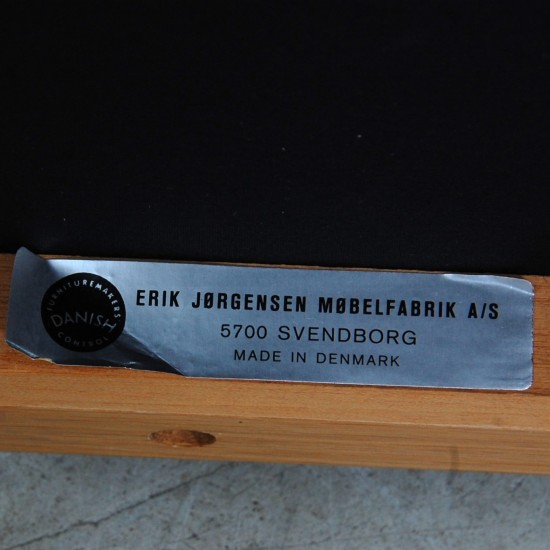 FURNITUREMAKERS
DANISH
CONTROL
ERIK JØRGENSEN MØBELFABRIK A/S
5700 SVENDBORG
MADE IN DENMARK